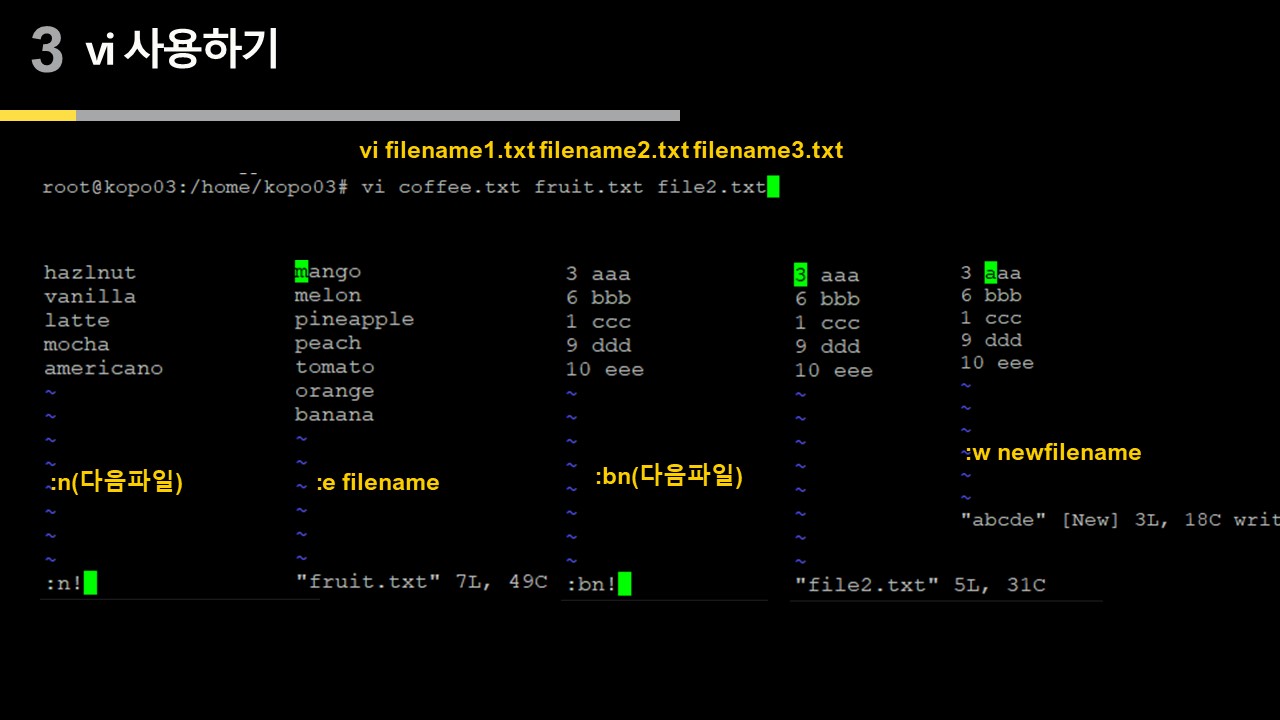 3 vi 사용하기
vi filename1.txt filename2.txt filename3.txt
root@kopo03:/home/kopo03# vi coffee.txt fruit.txt file2.txt
hazlnut
vanilla
latte
mocha
americano
~
~
~
~
~
~
~
~
:n(다음파일)
:n!
mango
melon
pineapple
peach
tomato
orange
banana
~
~
~
~
~
~
:e filename
"fruit.txt" 7L, 49C
3 aaa
6 bbb
1 ccc
9 ddd
10 eee
~
~
~
~
~
~
~
~
:bn(다음파일)
:bn!
3 aaa
6 bbb
1 ccc
9 ddd
10 eee
~
~
~
~
~
~
~
~
"file2.txt" 5L, 31C
3 aaa
6 bbb
1 ccc
9 ddd
10 eee
~
~
~
~
:w newfilename
~
~
"abcde" [New] 3L, 18C writ